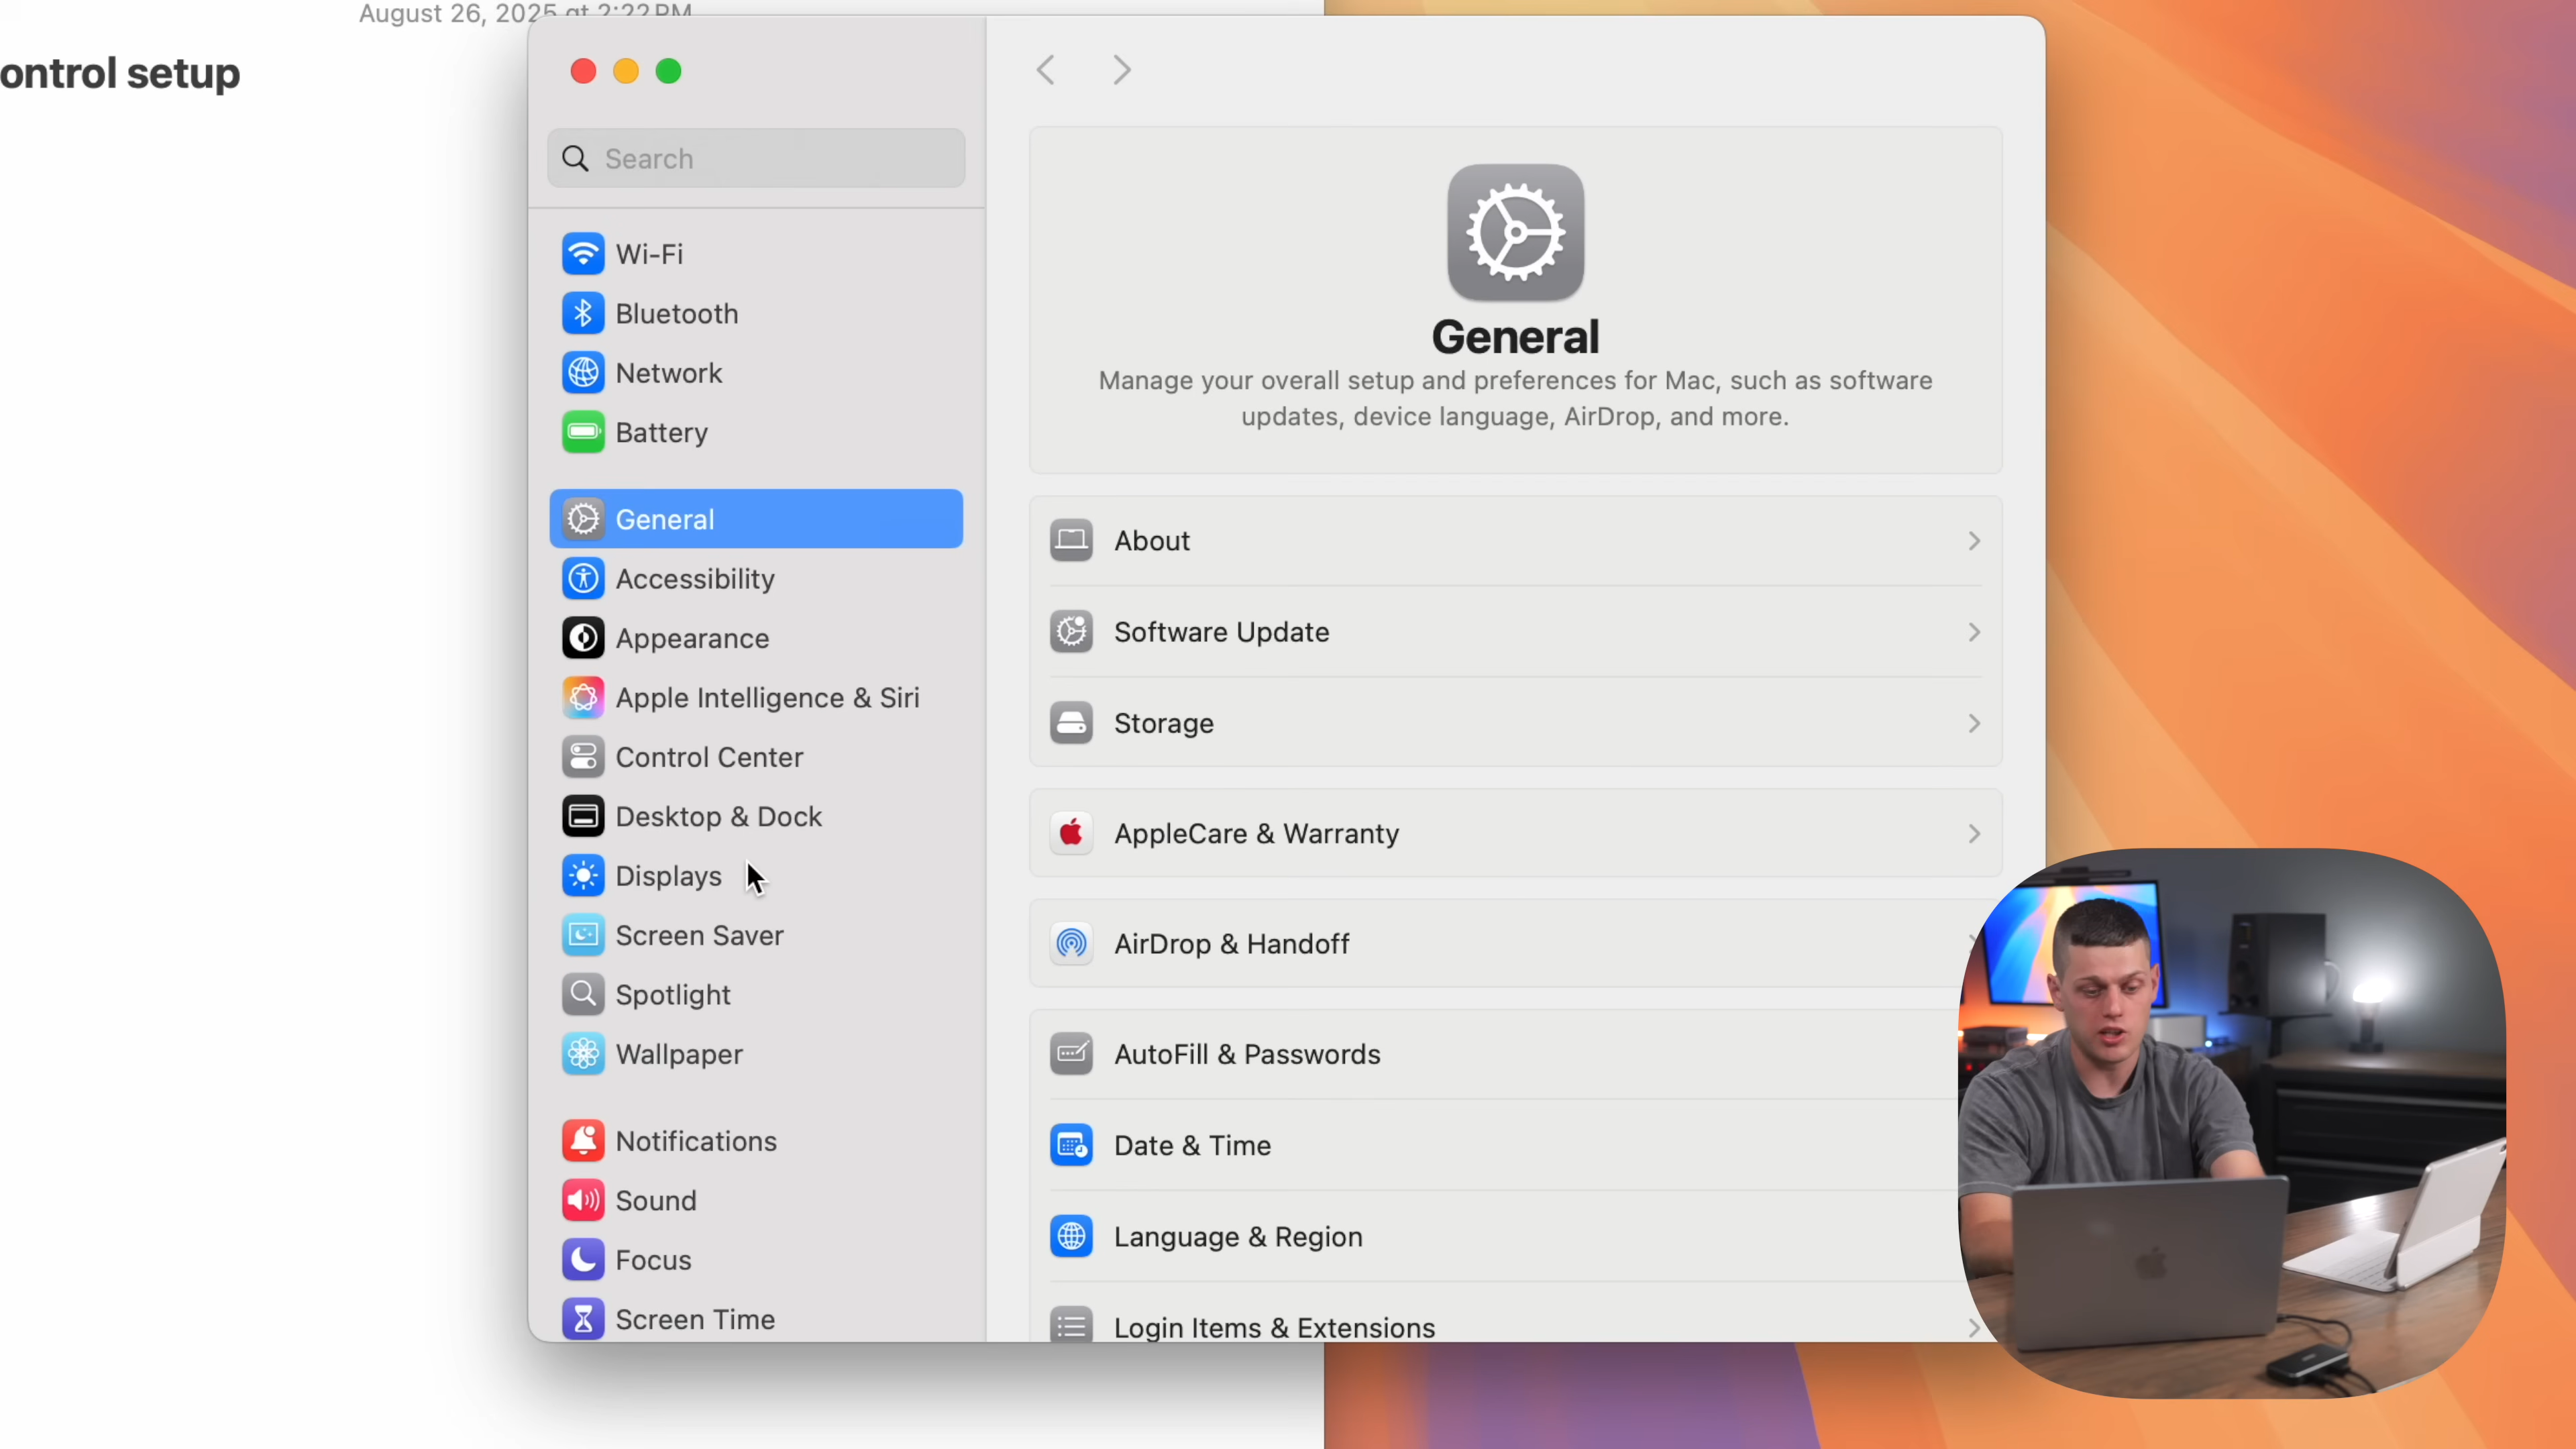 August 26, 2025 at 2:22 PM
ontrol setup
Search
Wi-Fi
Bluetooth
Network
Battery
General
Accessibility
Appearance
Apple Intelligence & Siri
Control Center
Desktop & Dock
Displays
Screen Saver
Spotlight
Wallpaper
Notifications
Sound
Focus
Screen Time
General
Manage your overall setup and preferences for Mac, such as software
updates, device language, AirDrop, and more.
About
Software Update
Storage
AppleCare & Warranty
AirDrop & Handoff
AutoFill & Passwords
Date & Time
Language & Region
Login Items & Extensions